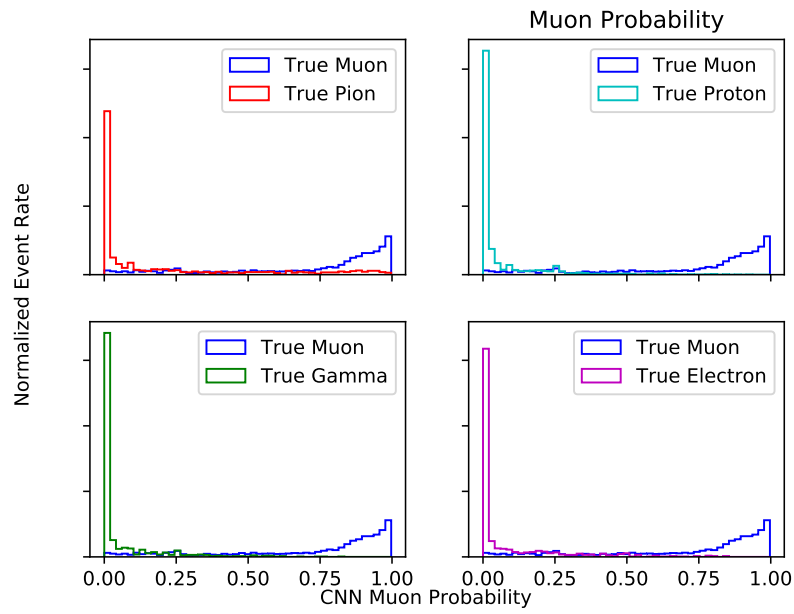 Muon Probability
True Muon
True Pion
True Muon
True Proton
Normalized Event Rate
True Muon
True Gamma
True Muon
True Electron
0.00 0.25 0.50 0.75 1.00 0.00 0.25 0.50 0.75 1.00
CNN Muon Probability